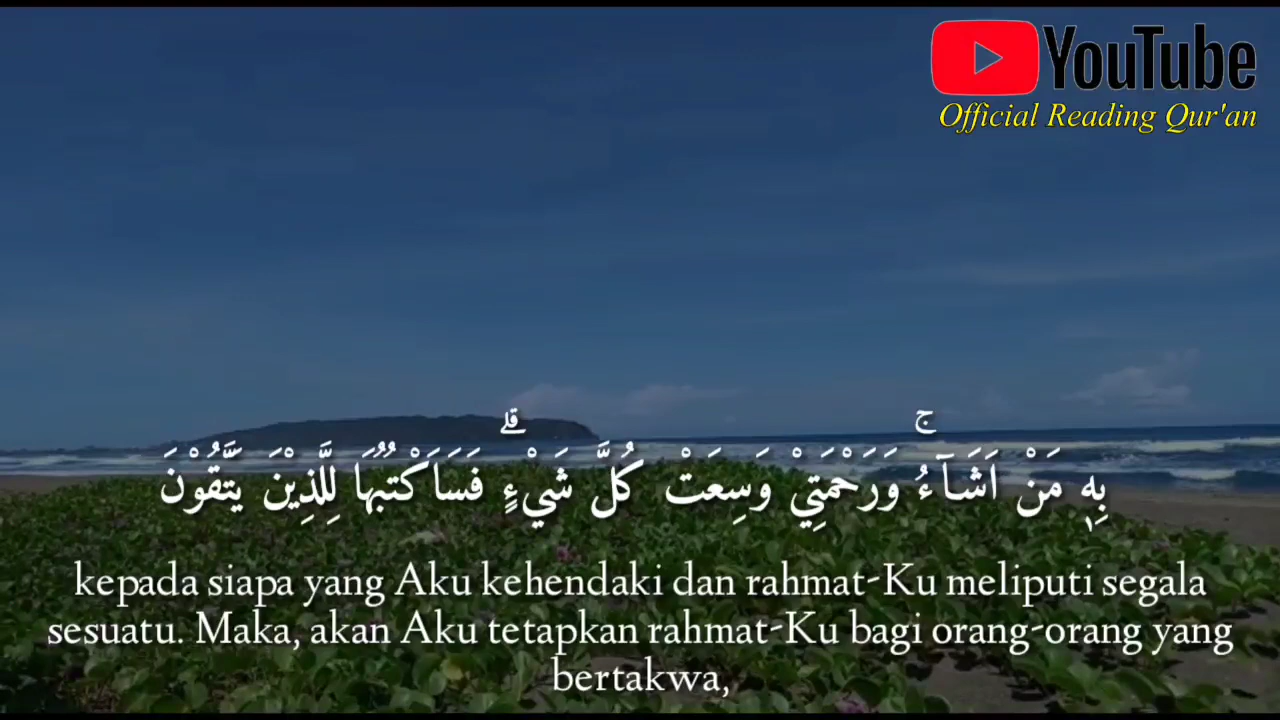 YouTube
Official Reading Qur'an
بِهٖ مَنْ اَشَاۤءُۚ وَرَحْمَتِيْ وَسِعَتْ كُلَّ شَيْءٍۗ فَسَاَكْتُبُهَا لِلَّذِيْنَ يَتَّقُوْنَ
kepada siapa yang Aku kehendaki dan rahmat-Ku meliputi segala
sesuatu. Maka, akan Aku tetapkan rahmat-Ku bagi orang-orang yang
bertakwa,